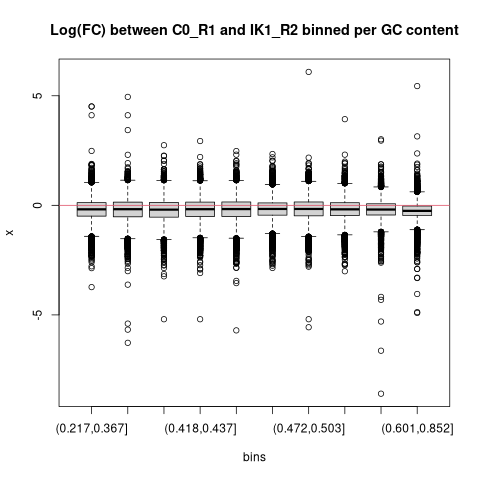 Log(FC) between C0_R1 and IK1_R2 binned per GC content
5
0
-5
x
(0.217,0.367]
(0.418,0.437]
(0.472,0.503]
(0.601,0.852]
bins